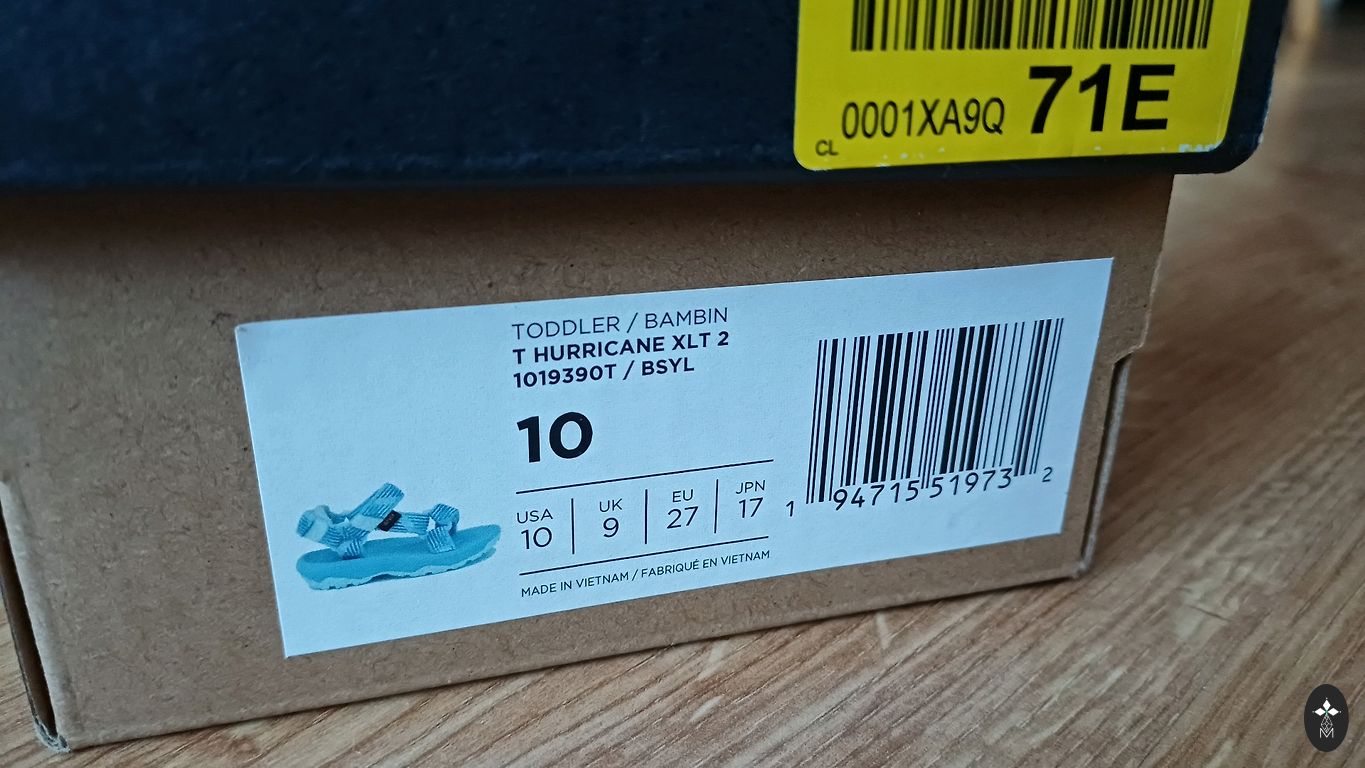 CL 0001XA9Q 71E
TODDLER / BAMBIN
T HURRICANE XLT 2
1019390T / BSYL
10
USA UK EU JPN
10 9 27 17
MADE IN VIETNAM / FABRIQUÉ EN VIETNAM
1 94715 51973 2
M